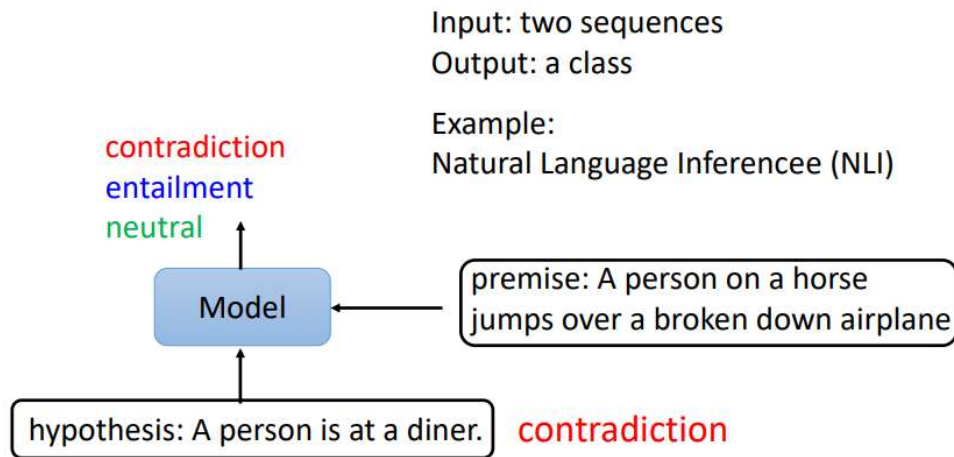 Input: two sequences
Output: a class
Example:
Natural Language Inferencee (NLI)
contradiction
entailment
neutral
Model
premise: A person on a horse
jumps over a broken down airplane
hypothesis: A person is at a diner.
contradiction